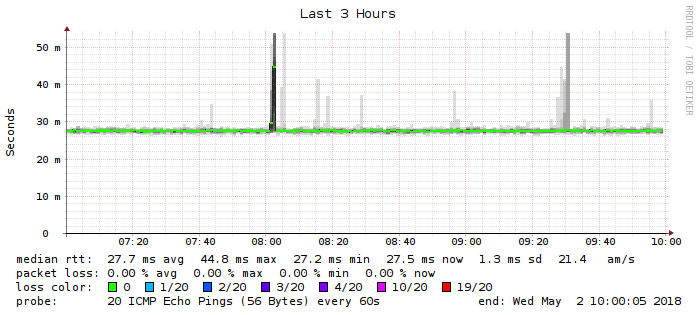 Last 3 Hours
RRDTOOL / TOBI OETIKER
Seconds
50 m
40 m
30 m
20 m
10 m
0
07:20 07:40 08:00 08:20 08:40 09:00 09:20 09:40 10:00
median rtt: 27.7 ms avg 44.8 ms max 27.2 ms min 27.5 ms now 1.3 ms sd 21.4 am/s
packet loss: 0.00 % avg 0.00 % max 0.00 % min 0.00 % now
loss color: 0 1/20 2/20 3/20 4/20 10/20 19/20
probe: 20 ICMP Echo Pings (56 Bytes) every 60s end: Wed May 2 10:00:05 2018